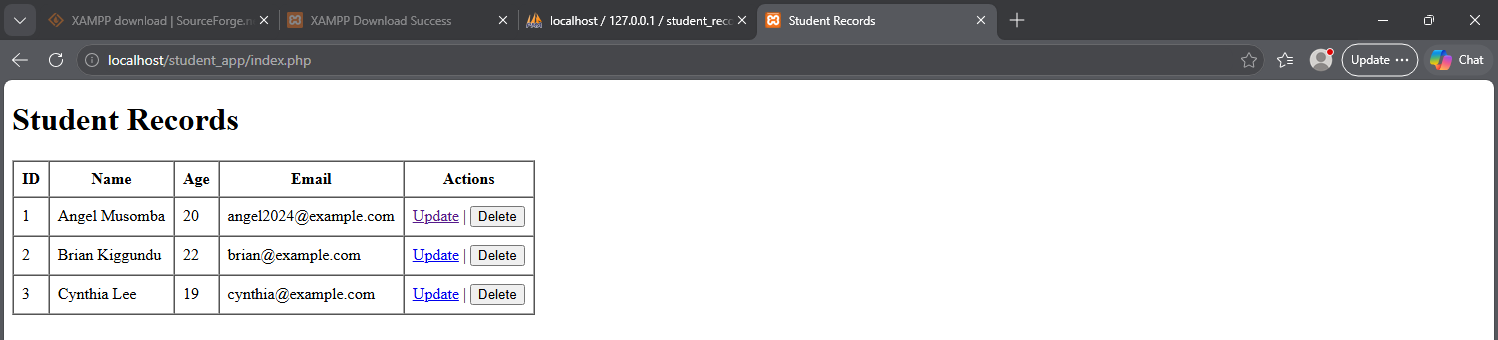 XAMPP download | SourceForge.n
XAMPP Download Success
localhost / 127.0.0.1 / student_reco
Student Records
localhost/student_app/index.php
Update
Chat
Student Records
ID Name Age Email Actions
1 Angel Musomba 20 angel2024@example.com Update | Delete
2 Brian Kiggundu 22 brian@example.com Update | Delete
3 Cynthia Lee 19 cynthia@example.com Update | Delete